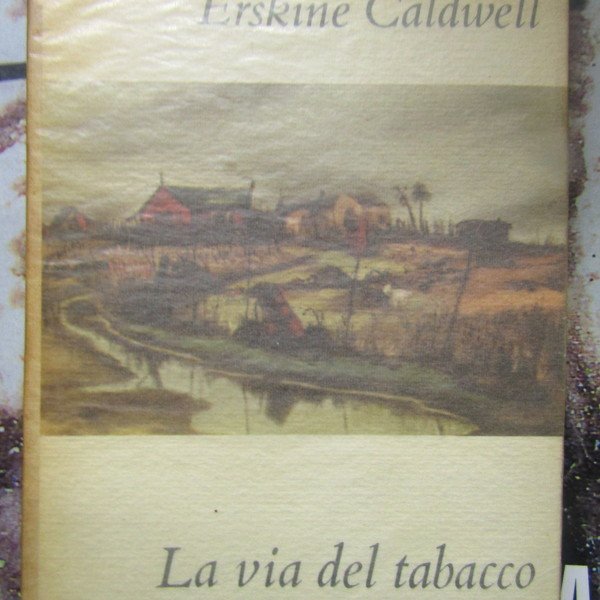 Erskine Caldwell
La via del tabacco